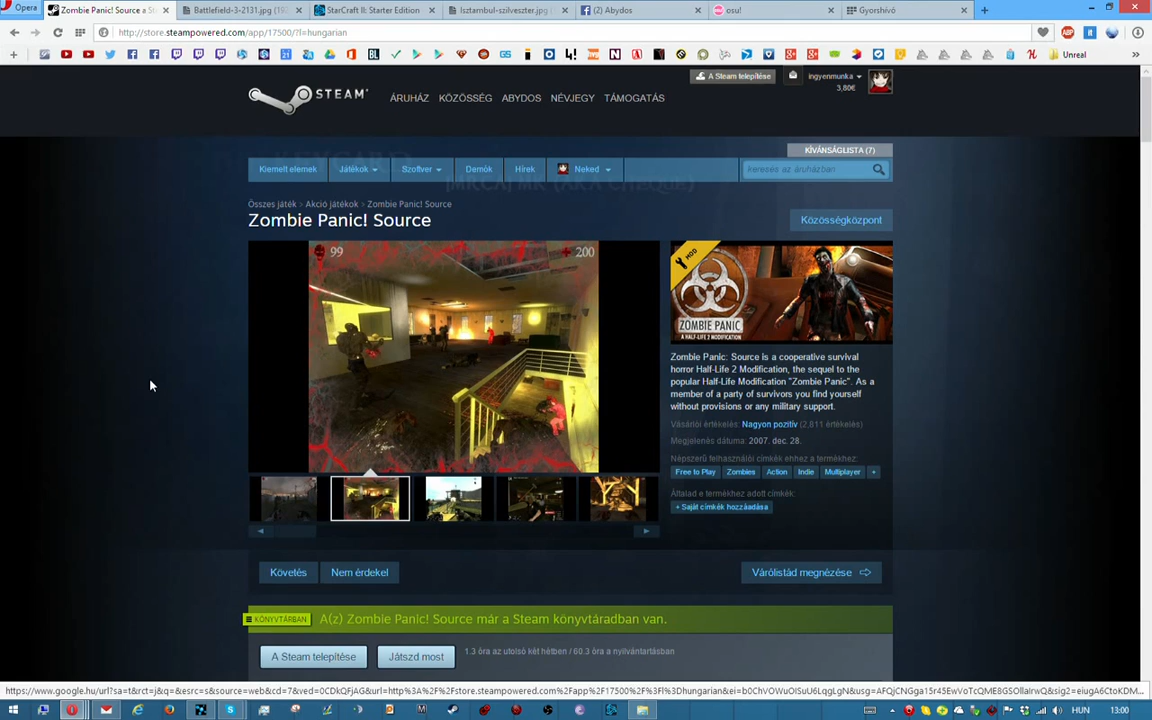 Opera
Zombie Panic! Source a S
Battlefield-3-2131.jpg (192
StarCraft II: Starter Edition
Isztambul-szilveszter.jpg (
(2) Abydos
osu!
Gyorshívó
store.steampowered.com/app/17500/?l=hungarian
Unreal
A Steam telepítése
ingyenmunka
3,80€
STEAM
ÁRUHÁZ
KÖZÖSSÉG
ABYDOS
NÉVJEGY
TÁMOGATÁS
KÍVÁNSÁGLISTA (7)
Kiemelt elemek
Játékok
Szoftver
Demók
Hírek
Neked
keresés az áruházban
Összes játék > Akció játékok > Zombie Panic! Source
Zombie Panic! Source
Közösségközpont
99
200
MOD
ZOMBIE PANIC
A HALF-LIFE 2 MODIFICATION
Zombie Panic: Source is a cooperative survival
horror Half-Life 2 Modification, the sequel to the
popular Half-Life Modification "Zombie Panic". As a
member of a party of survivors you find yourself
without provisions or any military support.
Vásárlói értékelés: Nagyon pozitív (2,811 értékelés)
Megjelenés dátuma: 2007. dec. 28.
Népszerű felhasználói címkék ehhez a termékhez:
Free to Play
Zombies
Action
Indie
Multiplayer
+
Általad e termékhez adott címkék:
+ Saját címkék hozzáadása
Követés
Nem érdekel
Várólistád megnézése
KÖNYVTÁRBAN
A(z) Zombie Panic! Source már a Steam könyvtáradban van.
A Steam telepítése
Játszd most
1.3 óra az utolsó két hétben / 60.3 óra a nyilvántartásban
HUN
13:00